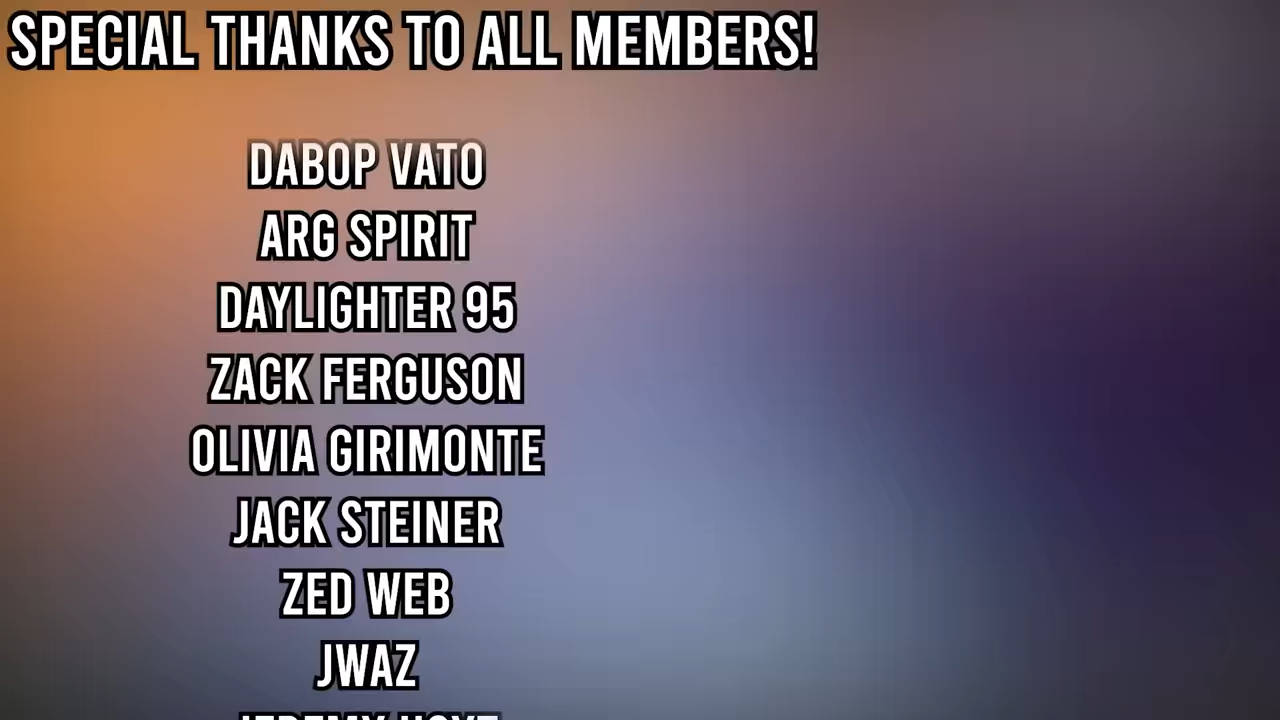 SPECIAL THANKS TO ALL MEMBERS!
DABOP VATO
ARG SPIRIT
DAYLIGHTER 95
ZACK FERGUSON
OLIVIA GIRIMONTE
JACK STEINER
ZED WEB
JWAZ